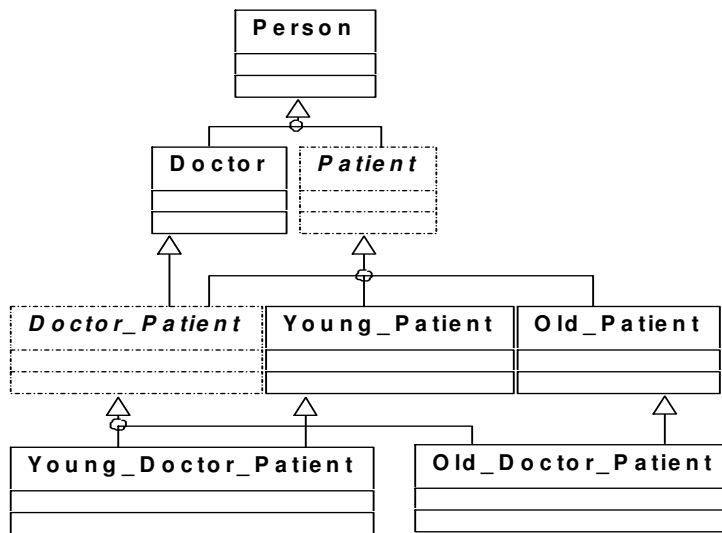 Person
Doctor
Patient
Doctor_Patient
Young_Patient
Old_Patient
Young_Doctor_Patient
Old_Doctor_Patient